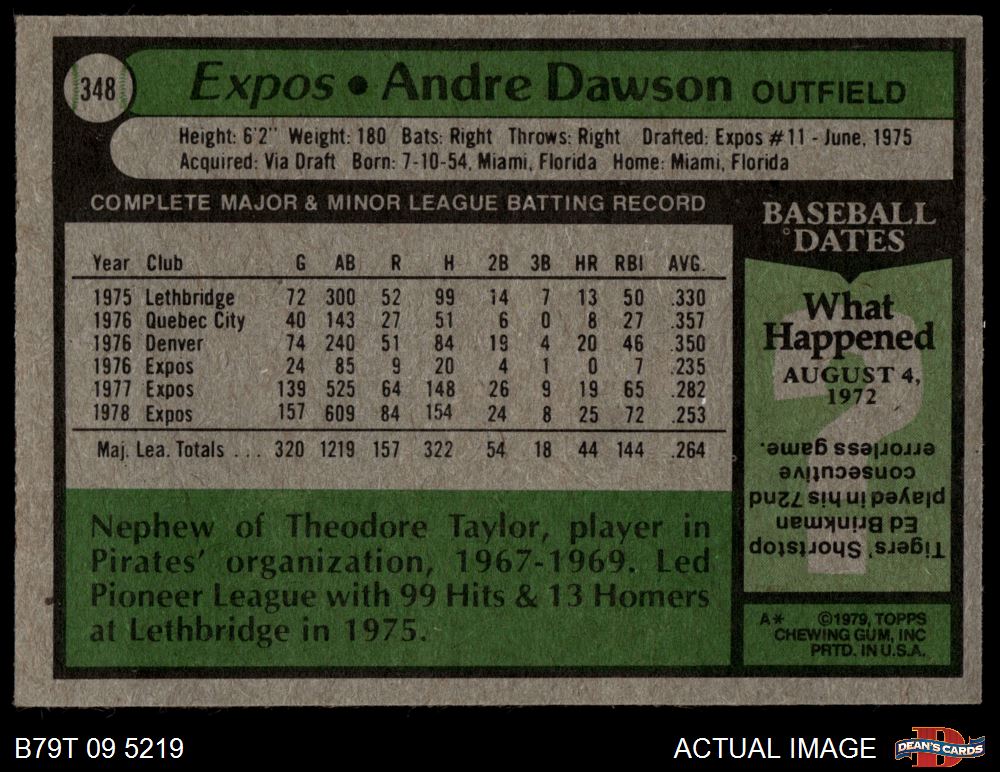 348
Expos • Andre Dawson OUTFIELD
Height: 6'2" Weight: 180 Bats: Right Throws: Right Drafted: Expos #11 - June, 1975
Acquired: Via Draft Born: 7-10-54, Miami, Florida Home: Miami, Florida
COMPLETE MAJOR & MINOR LEAGUE BATTING RECORD
Year Club G AB R H 2B 3B HR RBI AVG.
1975 Lethbridge 72 300 52 99 14 7 13 50 .330
1976 Quebec City 40 143 27 51 6 0 8 27 .357
1976 Denver 74 240 51 84 19 4 20 46 .350
1976 Expos 24 85 9 20 4 1 0 7 .235
1977 Expos 139 525 64 148 26 9 19 65 .282
1978 Expos 157 609 84 154 24 8 25 72 .253
Maj. Lea. Totals . . . 320 1219 157 322 54 18 44 144 .264
Nephew of Theodore Taylor, player in
Pirates' organization, 1967-1969. Led
Pioneer League with 99 Hits & 13 Homers
at Lethbridge in 1975.
BASEBALL
DATES
What
Happened
AUGUST 4,
1972
?
Tigers' Shortstop
Ed Brinkman
played in his 72nd
consecutive
errorless game.
A* ©1979, TOPPS
CHEWING GUM, INC
PRTD. IN U.S.A.
B79T 09 5219
ACTUAL IMAGE
D
DEAN'S CARDS